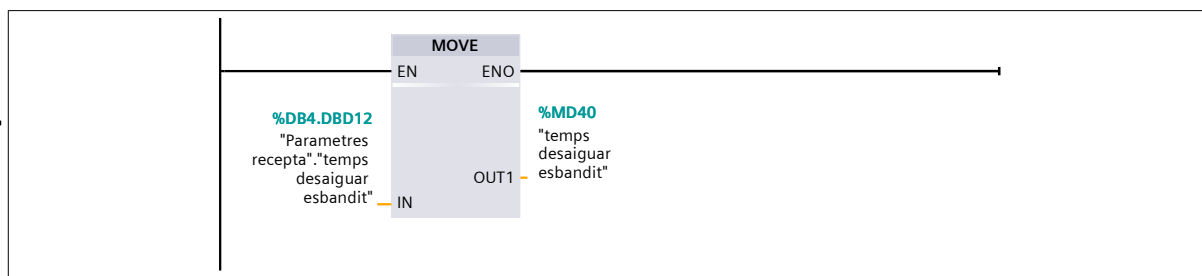 MOVE
EN ENO
%DB4.DBD12
"Parametres
recepta"."temps
desaiguar
esbandit"
IN
%MD40
"temps
desaiguar
esbandit"
OUT1